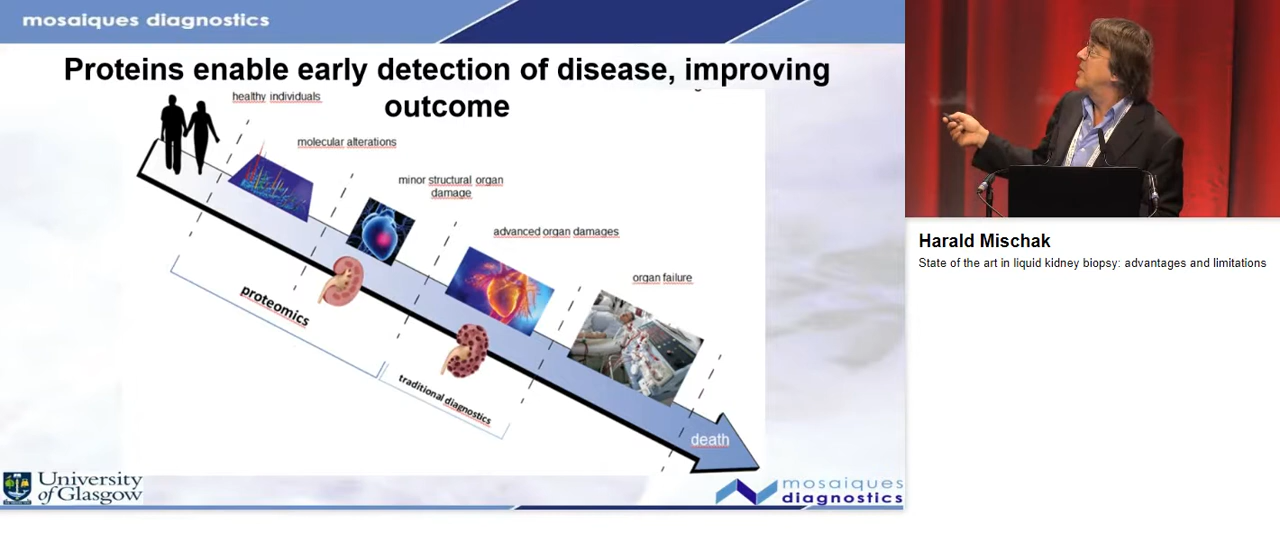 mosaiques diagnostics
Proteins enable early detection of disease, improving
outcome
healthy individuals
molecular alterations
minor structural organ
damage
advanced organ damages
organ failure
proteomics
traditional diagnostics
death
University
of Glasgow
mosaiques
diagnostics
Harald Mischak
State of the art in liquid kidney biopsy: advantages and limitations